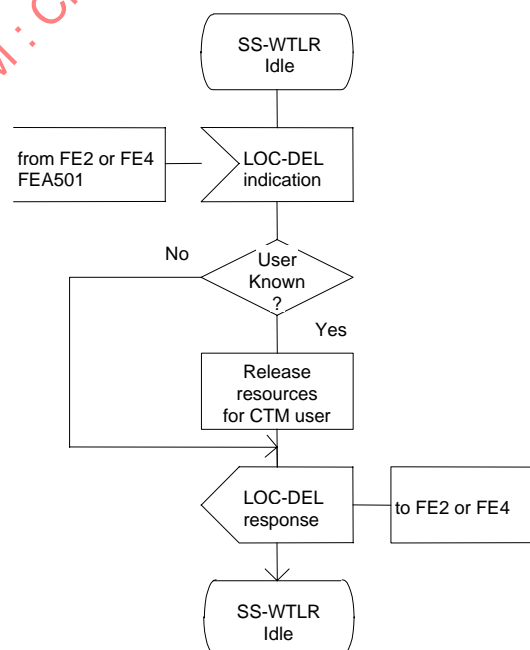 M : C
SS-WTLR
Idle
from FE2 or FE4
FEA501
LOC-DEL
indication
No
User
Known
?
Yes
Release
resources
for CTM user
LOC-DEL
response
to FE2 or FE4
SS-WTLR
Idle